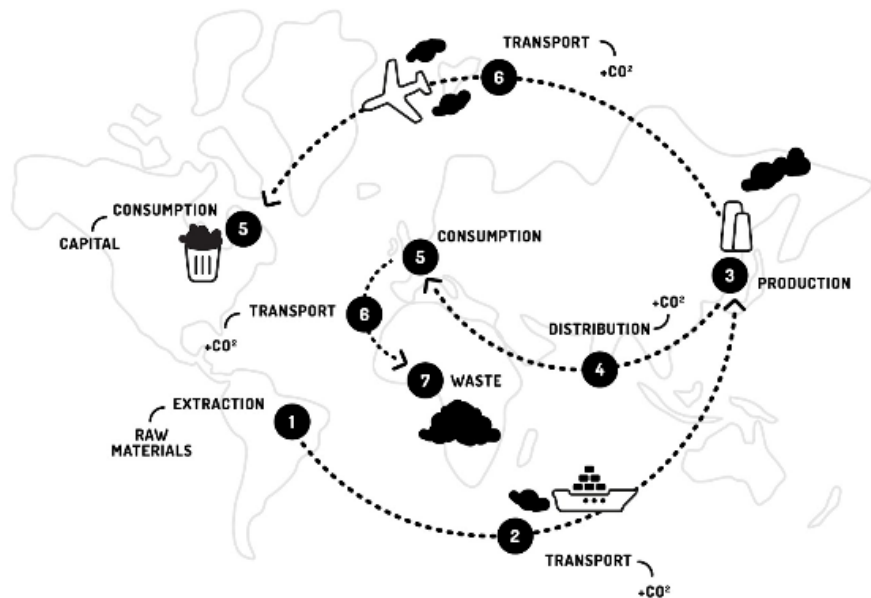 TRANSPORT
+CO²
6
CONSUMPTION
5
CAPITAL
5
CONSUMPTION
3
PRODUCTION
6
TRANSPORT
+CO²
+CO²
DISTRIBUTION
4
7
WASTE
EXTRACTION
1
RAW
MATERIALS
2
TRANSPORT
+CO²